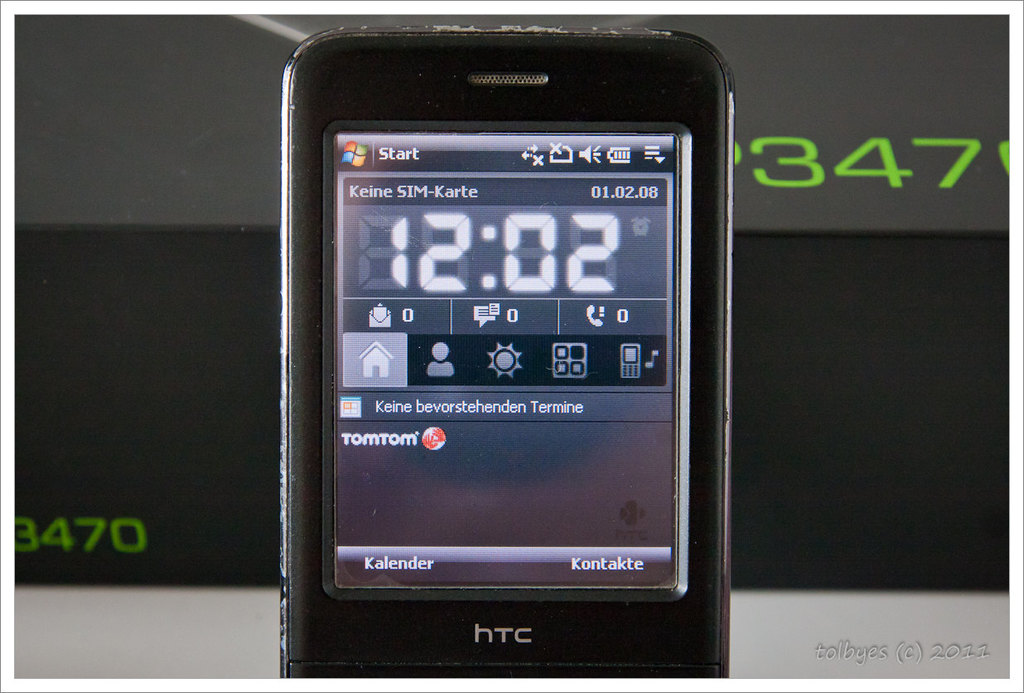 Start
Keine SIM-Karte 01.02.08
12:02
0 0 0
Keine bevorstehenden Termine
TOMTOM
Kalender Kontakte
hTC
3470
3470
tolbyes (c) 2011